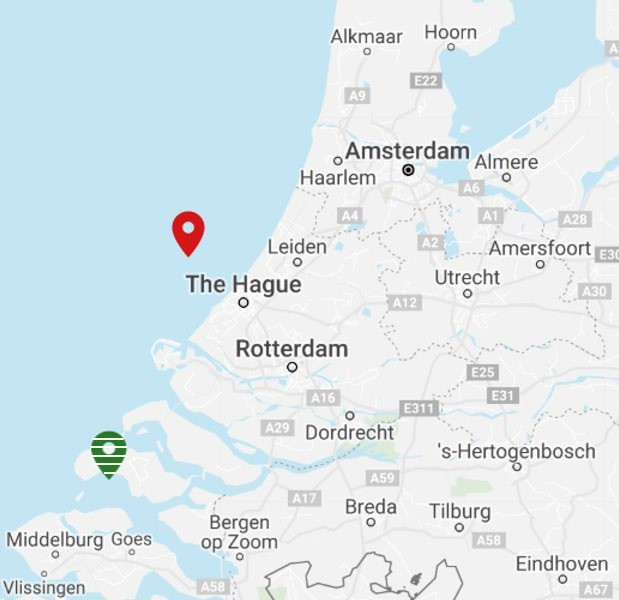 Alkmaar
Hoorn
E22
A9
A
Amsterdam
Haarlem
Almere
A6
A4
A1
A28
A2
Leiden
Amersfoort
E30
The Hague
Utrecht
A12
A30
Rotterdam
E25
A16
E31
E311
A29
Dordrecht
's-Hertogenbosch
A59
A17
Breda
Tilburg
Bergen
op Zoom
Middelburg
Goes
A58
Eindhoven
Vlissingen
A58
A67